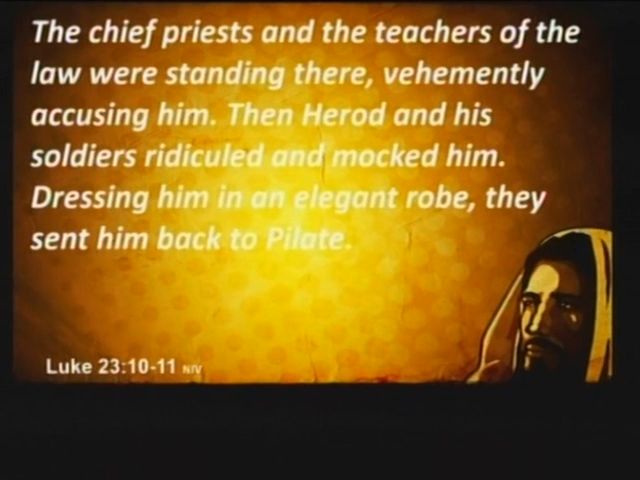 The chief priests and the teachers of the
law were standing there, vehemently
accusing him. Then Herod and his
soldiers ridiculed and mocked him.
Dressing him in an elegant robe, they
sent him back to Pilate.
Luke 23:10-11 NIV